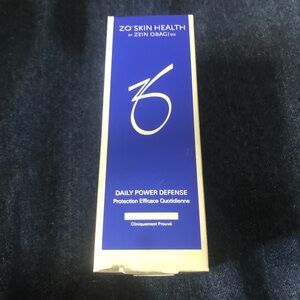 ZO® SKIN HEALTH
BY ZEIN OBAGI MD
DAILY POWER DEFENSE
Protection Efficace Quotidienne
Cliniquement Prouvé